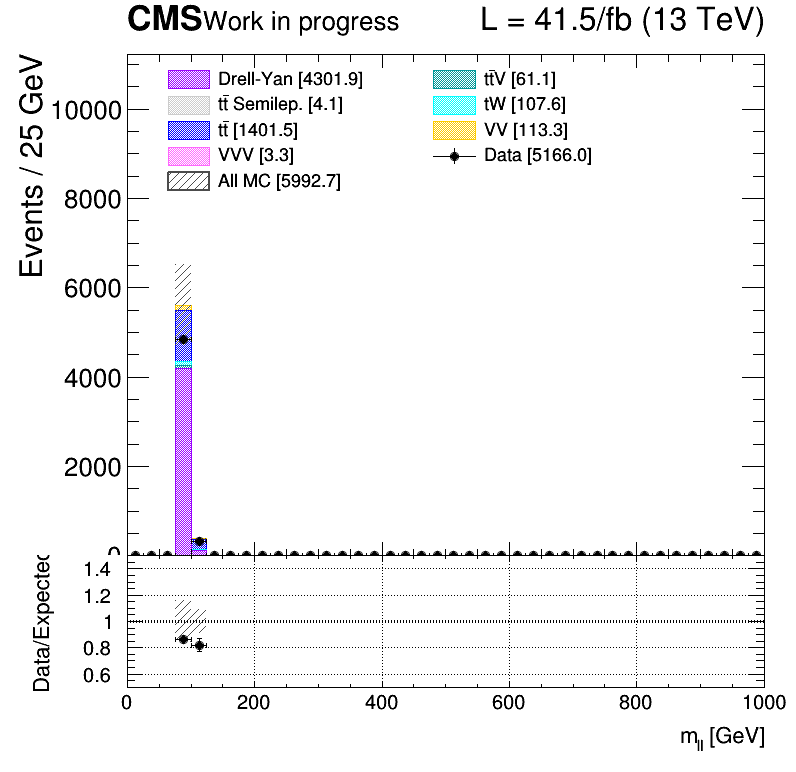 CMS Work in progress L = 41.5/fb (13 TeV)
Events / 25 GeV
Drell-Yan [4301.9]
tt̄ Semilep. [4.1]
tt̄ [1401.5]
VVV [3.3]
All MC [5992.7]
tt̄V [61.1]
tW [107.6]
VV [113.3]
Data [5166.0]
10000
8000
6000
4000
2000
0
Data/Expected
1.4
1.2
1
0.8
0.6
0 200 400 600 800 1000
m_ll [GeV]